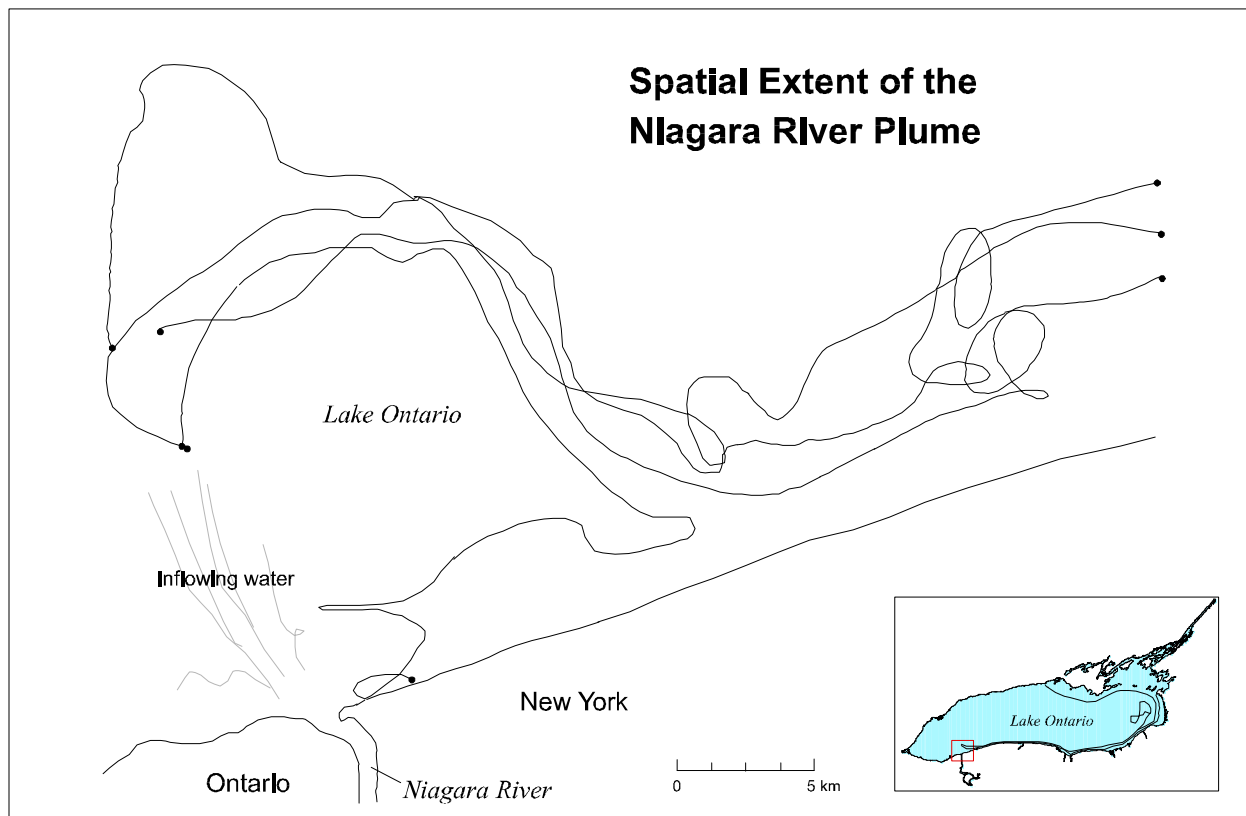 Spatial Extent of the
Niagara River Plume
Lake Ontario
Inflowing water
New York
Ontario
Niagara River
0 5 km
Lake Ontario